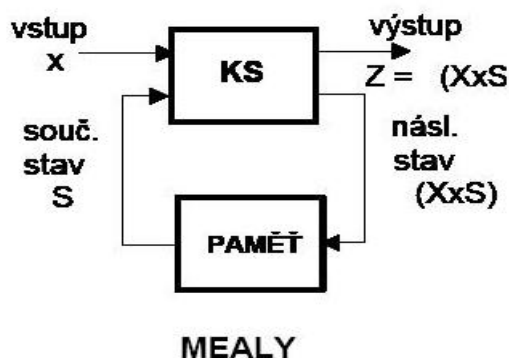 vstup
x
KS
výstup
Z = (XxS
souč.
stav
S
násl.
stav
(XxS)
PAMĚŤ
MEALY